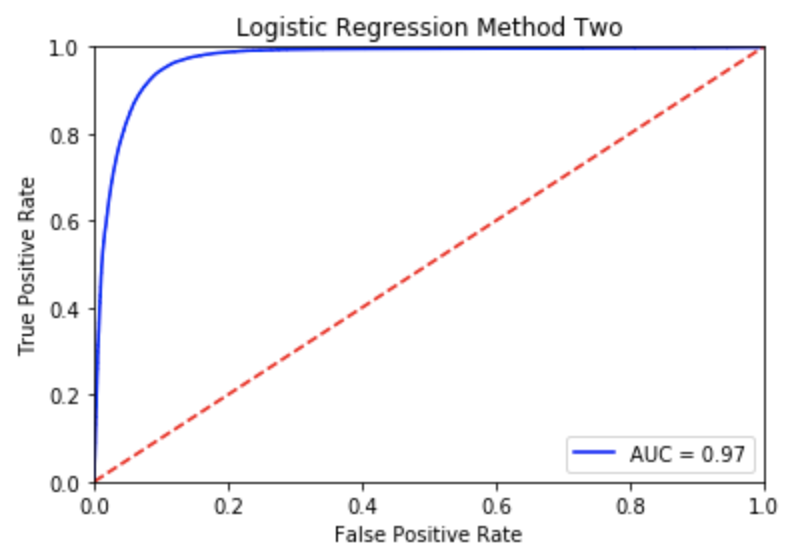 Logistic Regression Method Two
1.0
0.8
0.6
0.4
0.2
0.0
True Positive Rate
AUC = 0.97
0.0 0.2 0.4 0.6 0.8 1.0
False Positive Rate